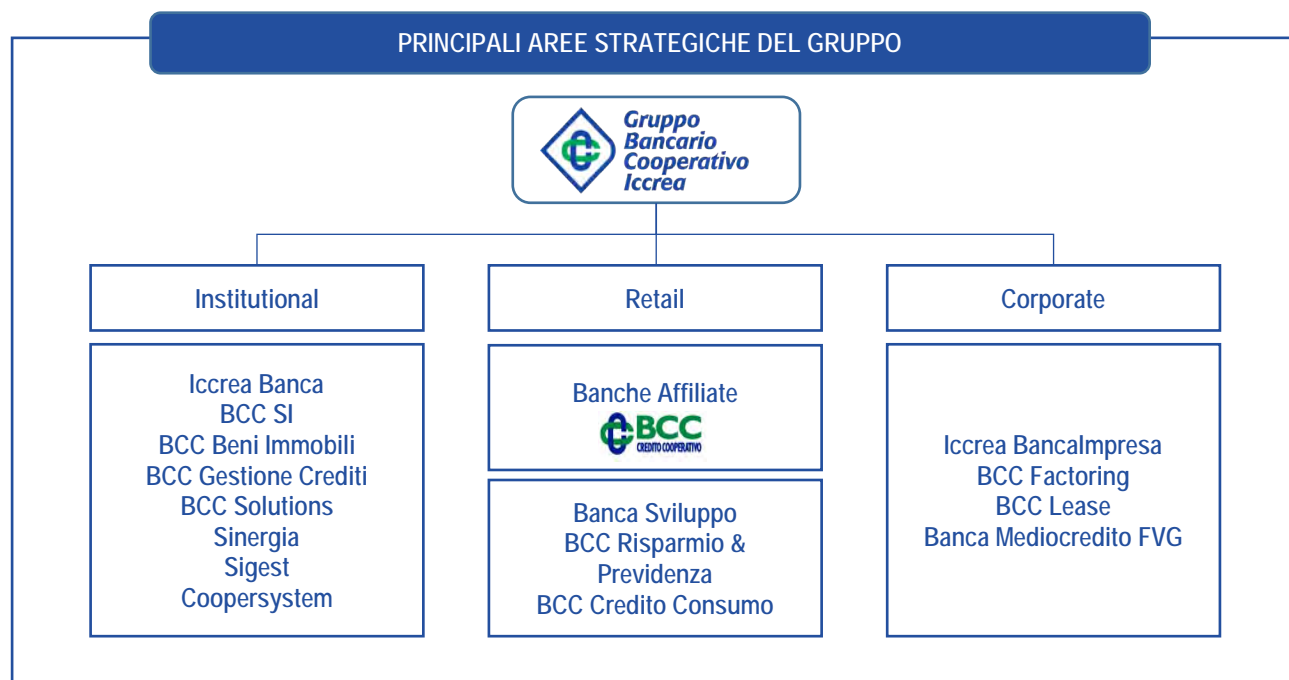 PRINCIPALI AREE STRATEGICHE DEL GRUPPO
Gruppo
Bancario
Cooperativo
Iccrea
Institutional
Retail
Corporate
Iccrea Banca
BCC SI
BCC Beni Immobili
BCC Gestione Crediti
BCC Solutions
Sinergia
Sigest
Coopersystem
Banche Affiliate
BCC
CREDITO COOPERATIVO
Banca Sviluppo
BCC Risparmio &
Previdenza
BCC Credito Consumo
Iccrea BancaImpresa
BCC Factoring
BCC Lease
Banca Mediocredito FVG